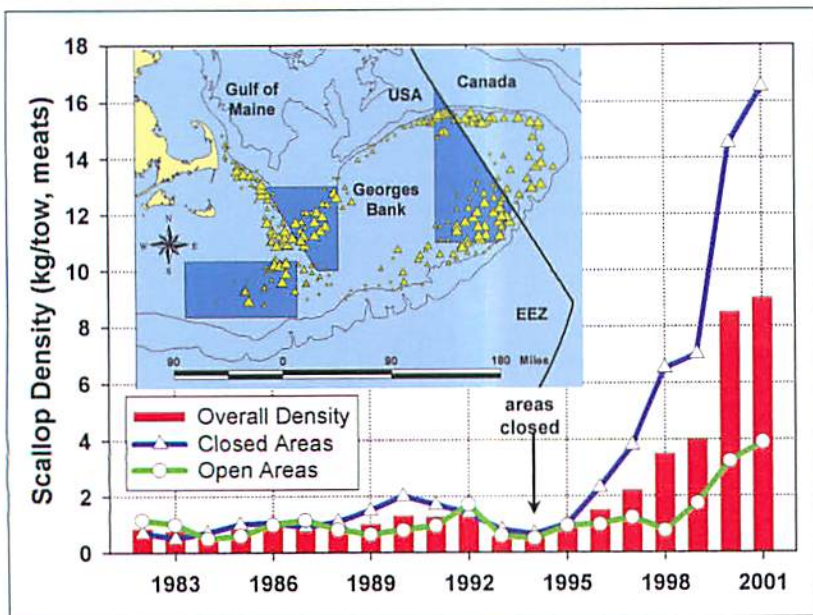 Scallop Density (kg/tow, meats)
18
16
14
12
10
8
6
4
2
0
Gulf of
Maine
USA
Canada
Georges
Bank
N
W
E
S
EEZ
90
0
90
180 Miles
Overall Density
Closed Areas
Open Areas
areas
closed
1983
1986
1989
1992
1995
1998
2001